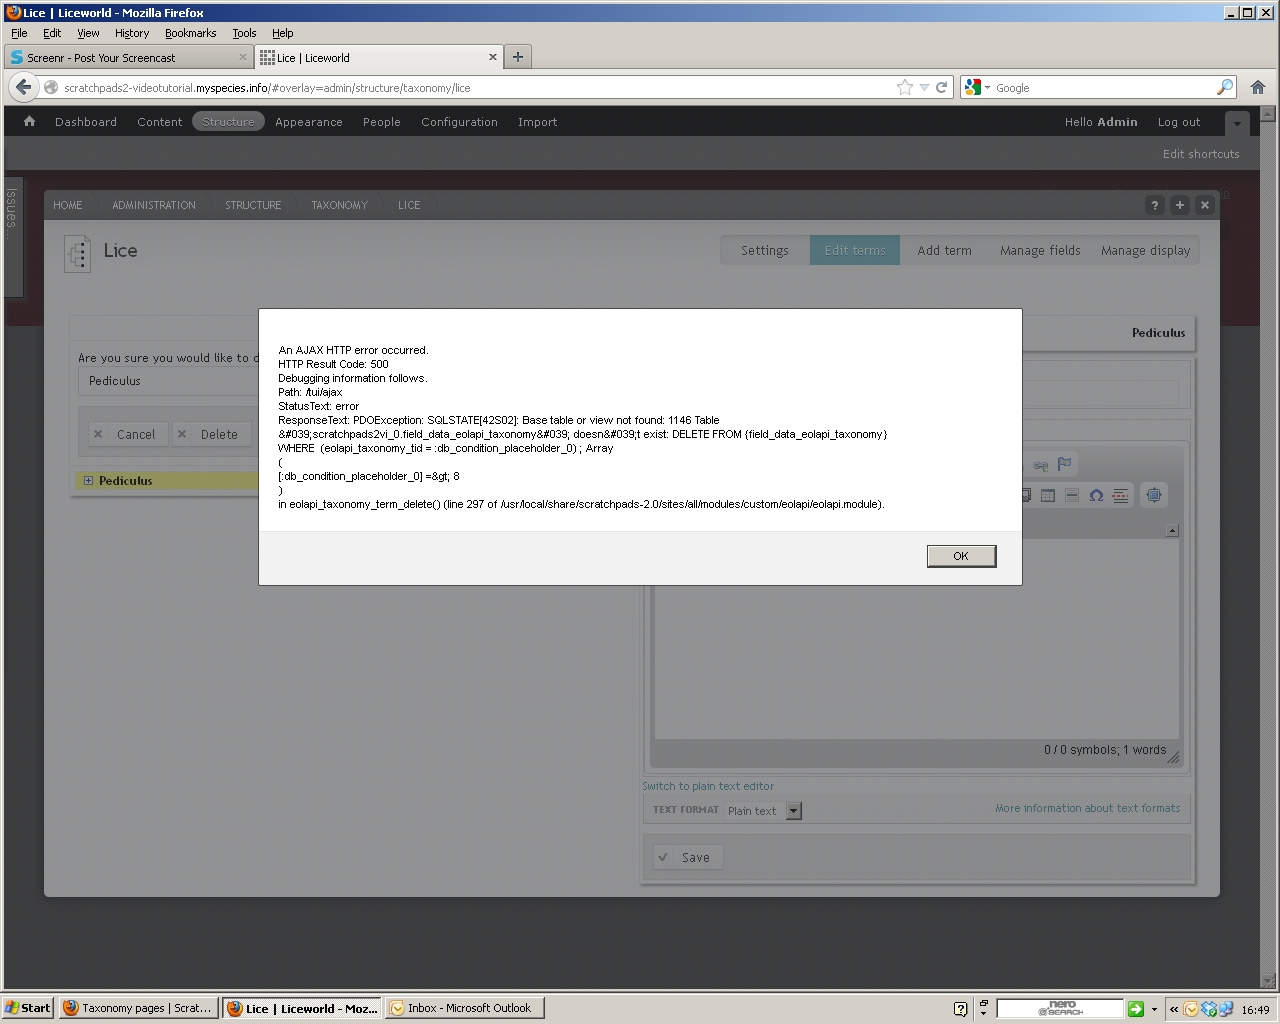 Lice | Liceworld - Mozilla Firefox
File Edit View History Bookmarks Tools Help
Screenr - Post Your Screencast
Lice | Liceworld
scratchpads2-videotutorial.myspecies.info/#overlay=admin/structure/taxonomy/lice
Google
Dashboard Content Structure Appearance People Configuration Import
Hello Admin Log out
Edit shortcuts
Issues...
HOME ADMINISTRATION STRUCTURE TAXONOMY LICE
Lice
Settings Edit terms Add term Manage fields Manage display
Pediculus
Are you sure you would like to d
Pediculus
Cancel Delete
Pediculus
An AJAX HTTP error occurred.
HTTP Result Code: 500
Debugging information follows.
Path: /tui/ajax
StatusText: error
ResponseText: PDOException: SQLSTATE[42S02]: Base table or view not found: 1146 Table
&#039;scratchpads2vi_0.field_data_eolapi_taxonomy&#039; doesn&#039;t exist: DELETE FROM {field_data_eolapi_taxonomy}
WHERE (eolapi_taxonomy_tid = :db_condition_placeholder_0) ; Array
(
[:db_condition_placeholder_0] =&gt; 8
)
in eolapi_taxonomy_term_delete() (line 297 of /usr/local/share/scratchpads-2.0/sites/all/modules/custom/eolapi/eolapi.module).
OK
0 / 0 symbols; 1 words
Switch to plain text editor
TEXT FORMAT Plain text
More information about text formats
Save
Start
Taxonomy pages | Scrat...
Lice | Liceworld - Moz...
Inbox - Microsoft Outlook
nero
SEARCH
16:49